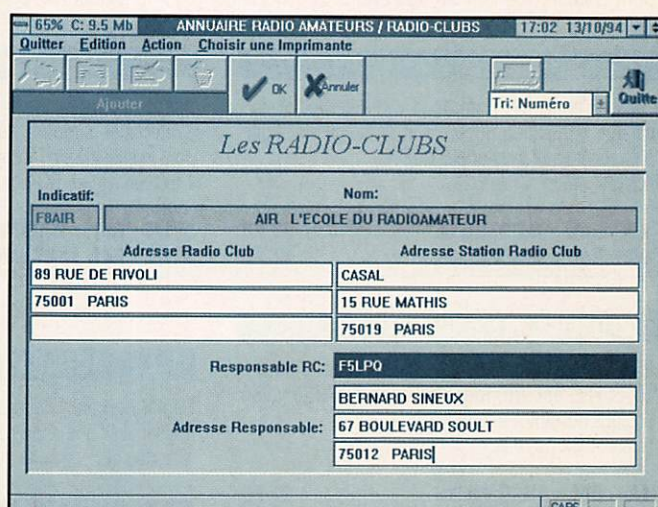 65% C: 9.5 Mb ANNUAIRE RADIO AMATEURS / RADIO-CLUBS 17:02 13/10/94
Quitter Edition Action Choisir une Imprimante
Ajouter
OK
Annuler
Tri: Numéro
Quitte
Les RADIO-CLUBS
Indicatif: Nom:
F8AIR AIR L'ECOLE DU RADIOAMATEUR
Adresse Radio Club Adresse Station Radio Club
89 RUE DE RIVOLI CASAL
75001 PARIS 15 RUE MATHIS
75019 PARIS
Responsable RC: F5LPQ
BERNARD SINEUX
Adresse Responsable: 67 BOULEVARD SOULT
75012 PARIS
CAPS